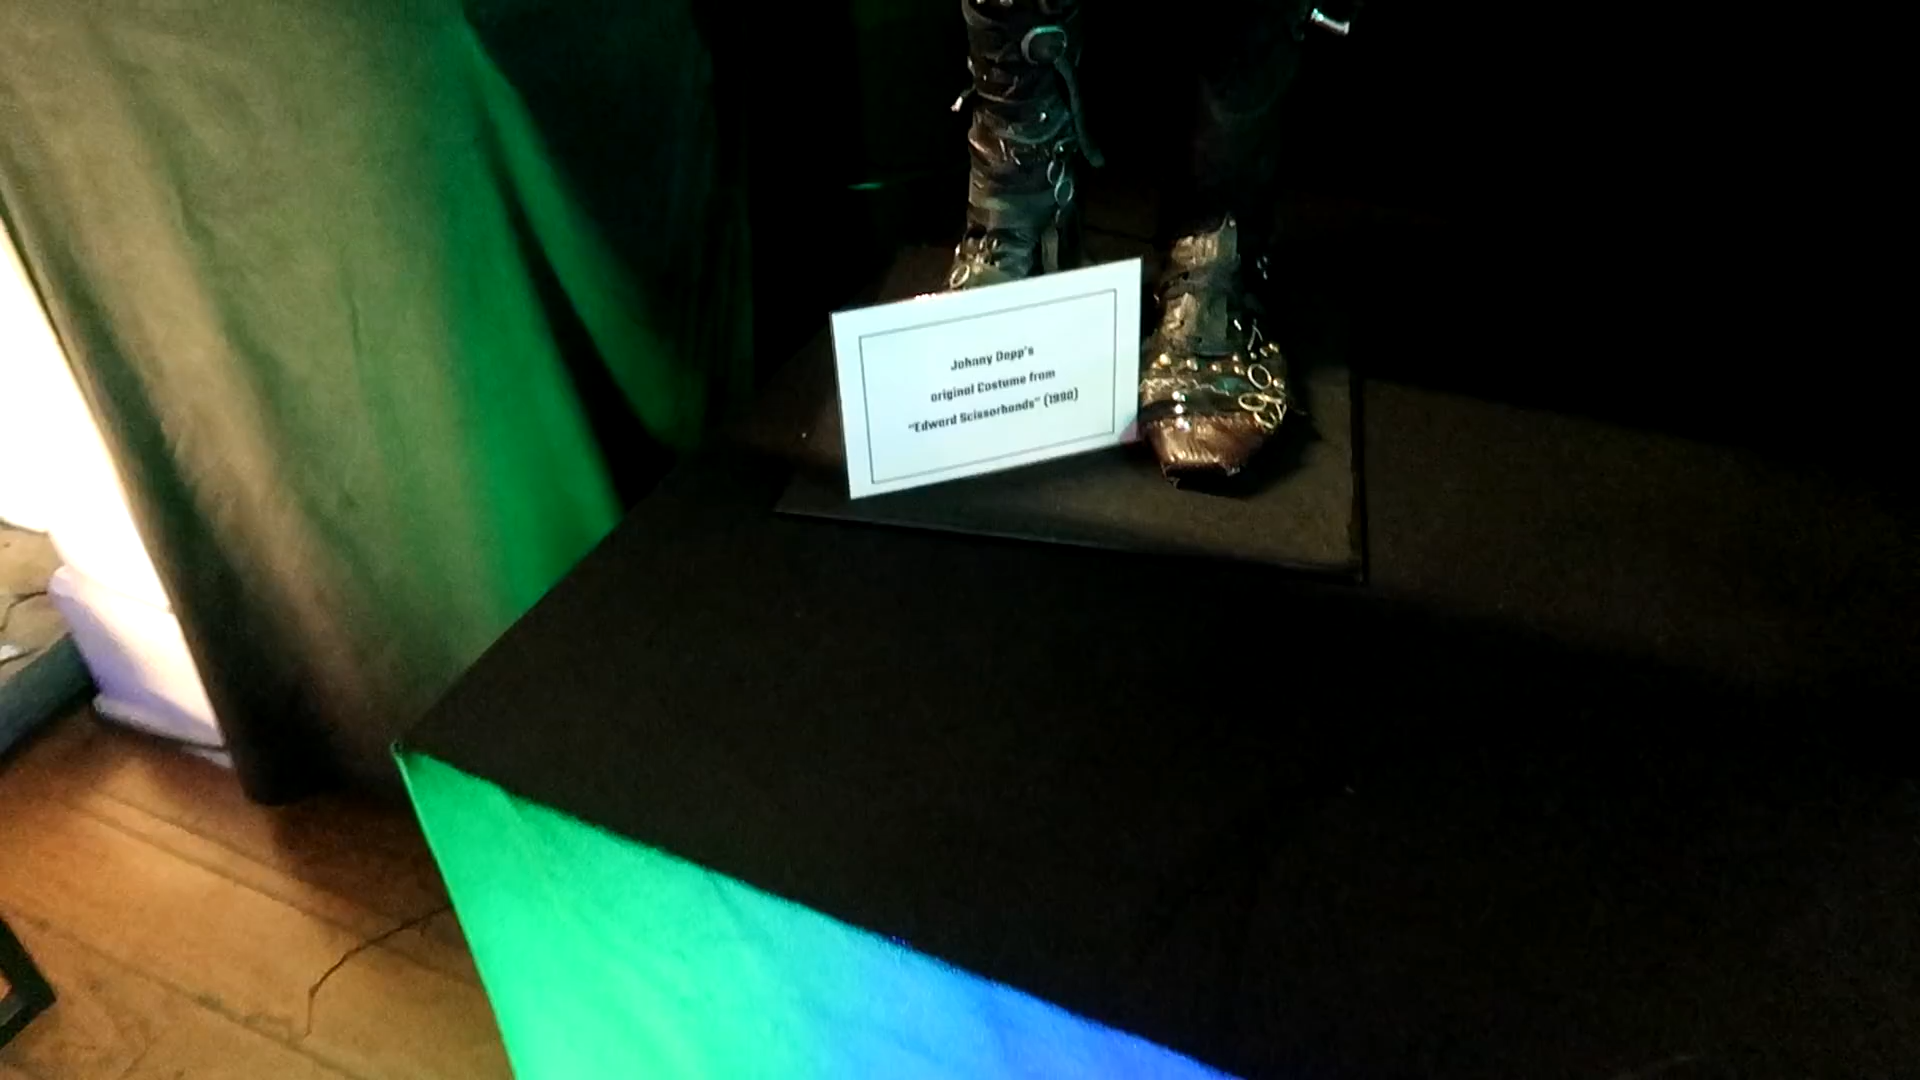 Johnny Depp's
original Costume from
"Edward Scissorhands" (1990)